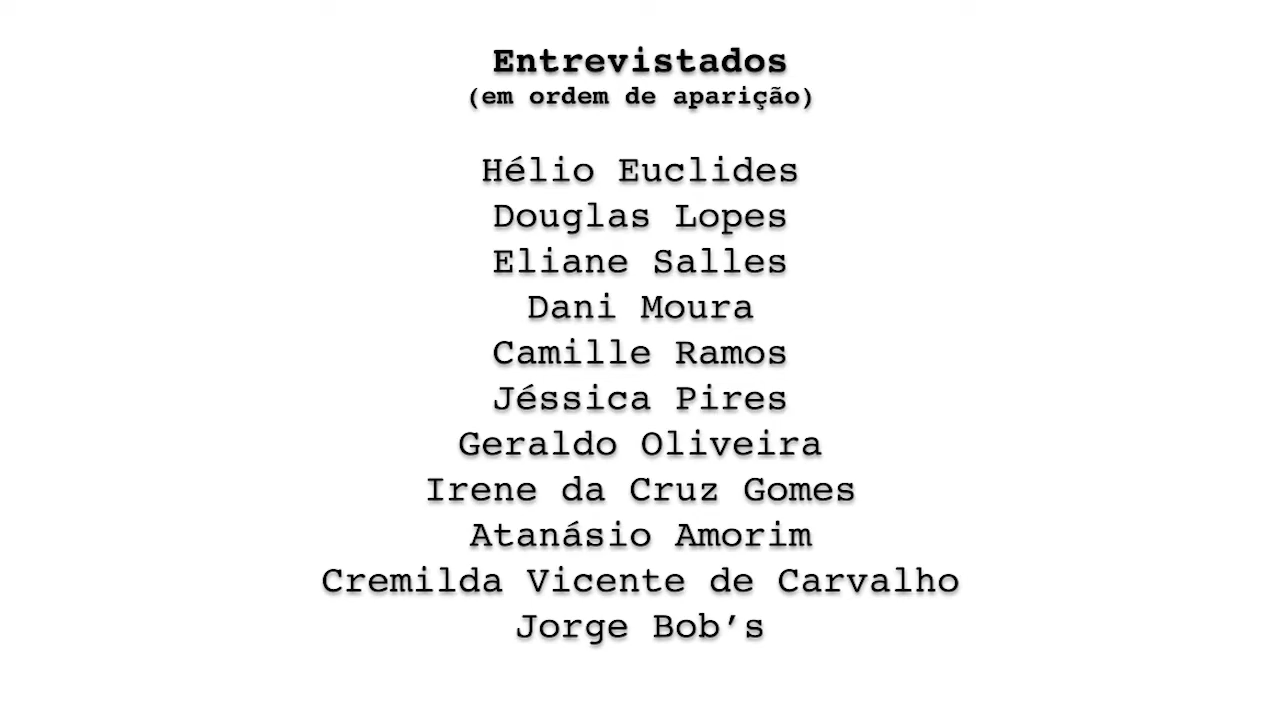 Entrevistados
(em ordem de aparição)
Hélio Euclides
Douglas Lopes
Eliane Salles
Dani Moura
Camille Ramos
Jéssica Pires
Geraldo Oliveira
Irene da Cruz Gomes
Atanásio Amorim
Cremilda Vicente de Carvalho
Jorge Bob’s